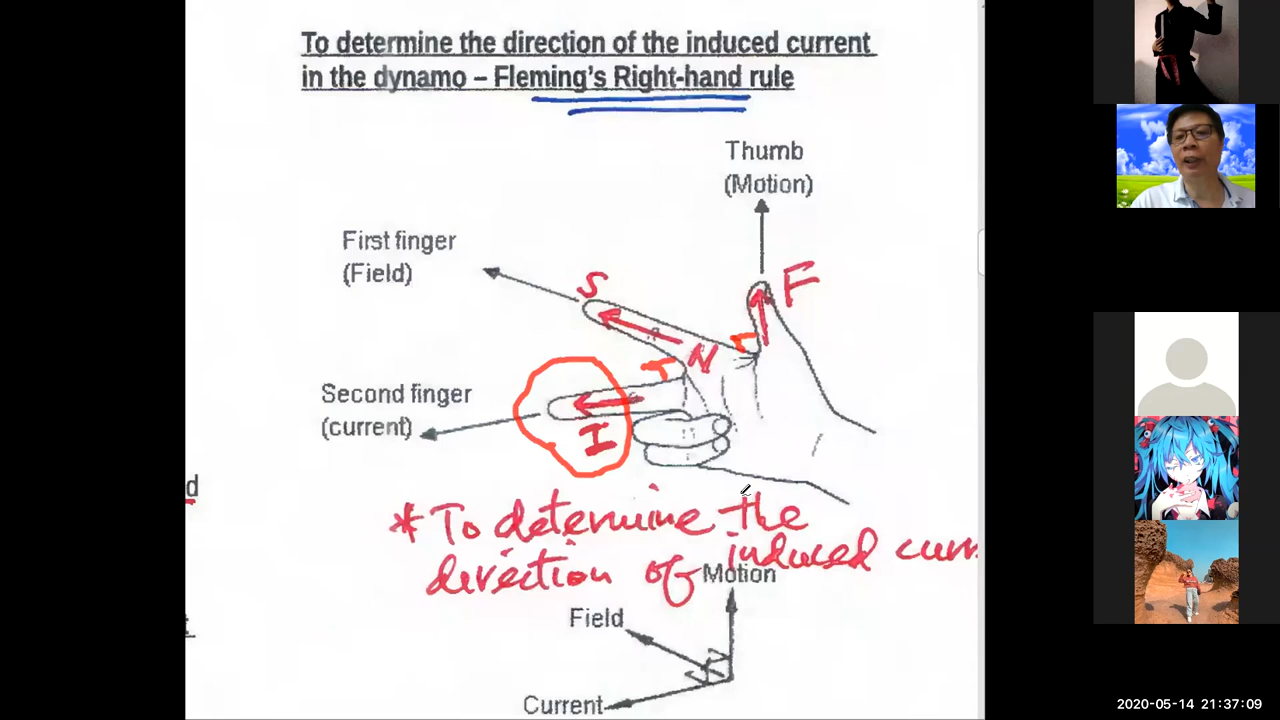 To determine the direction of the induced current
in the dynamo – Fleming's Right-hand rule
Thumb
(Motion)
First finger
(Field)
S
F
N
Second finger
(current)
I
d
* To determine the
direction of induced curr
Motion
Field
Current
2020-05-14 21:37:09